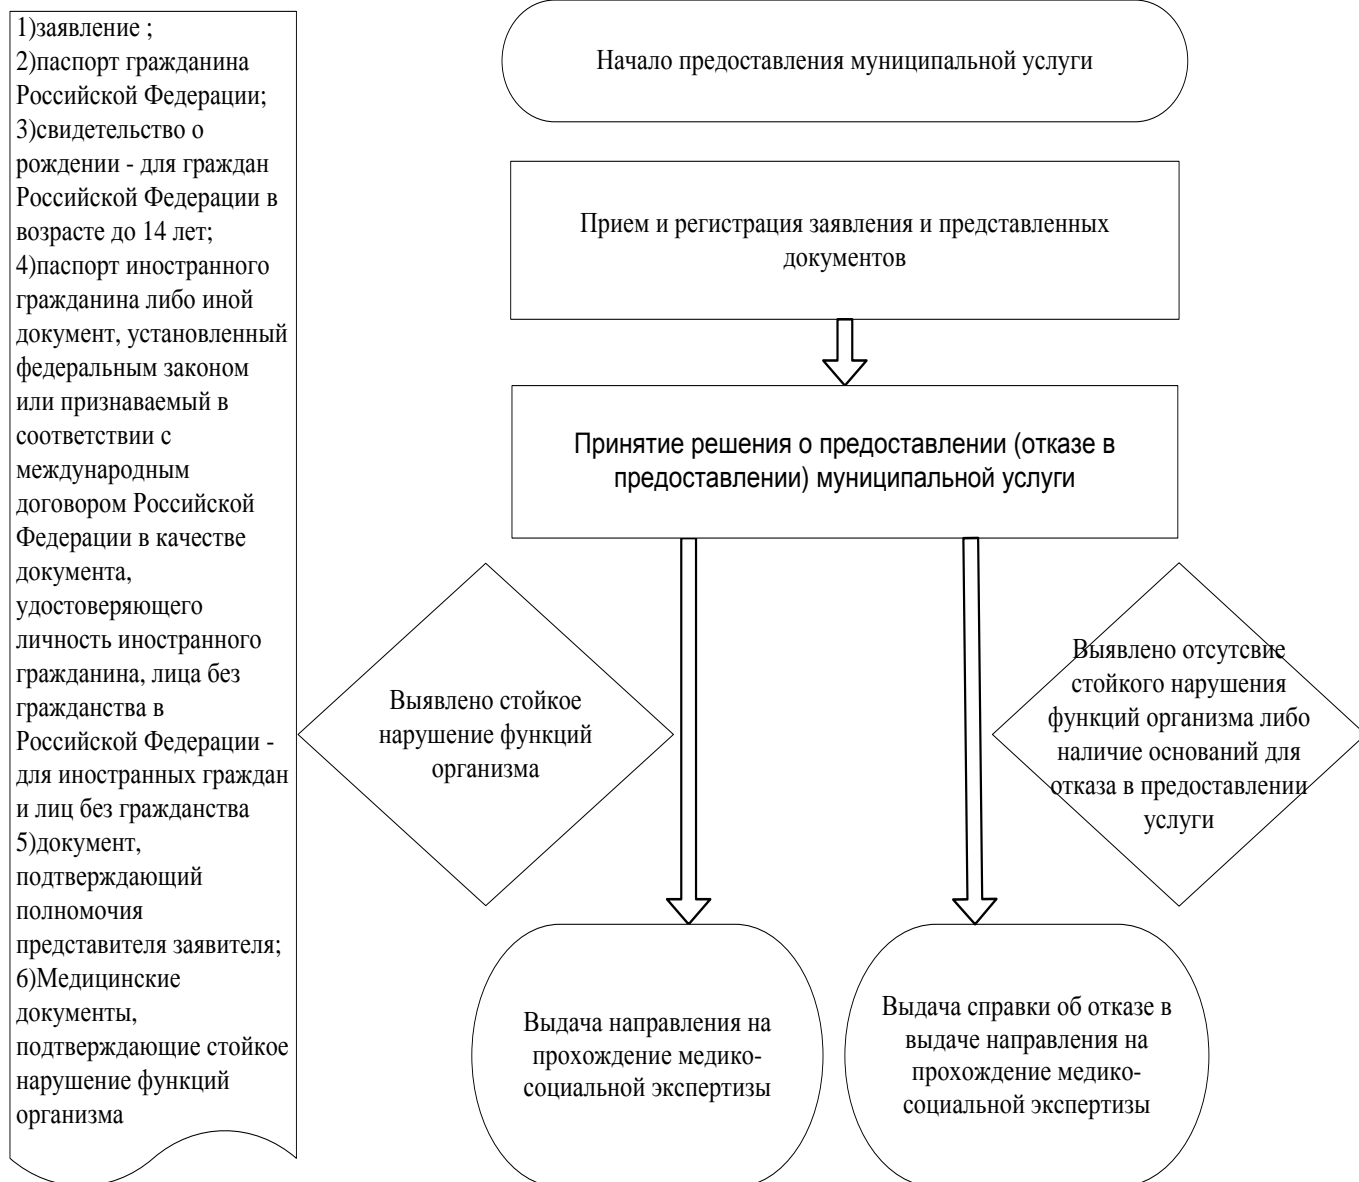 1)заявление ;
2)паспорт гражданина
Российской Федерации;
3)свидетельство о
рождении - для граждан
Российской Федерации в
возрасте до 14 лет;
4)паспорт иностранного
гражданина либо иной
документ, установленный
федеральным законом
или признаваемый в
соответствии с
международным
договором Российской
Федерации в качестве
документа,
удостоверяющего
личность иностранного
гражданина, лица без
гражданства в
Российской Федерации -
для иностранных граждан
и лиц без гражданства
5)документ,
подтверждающий
полномочия
представителя заявителя;
6)Медицинские
документы,
подтверждающие стойкое
нарушение функций
организма
Начало предоставления муниципальной услуги
Прием и регистрация заявления и представленных
документов
Принятие решения о предоставлении (отказе в
предоставлении) муниципальной услуги
Выявлено стойкое
нарушение функций
организма
Выявлено отсутсвие
стойкого нарушения
функций организма либо
наличие оснований для
отказа в предоставлении
услуги
Выдача направления на
прохождение медико-
социальной экспертизы
Выдача справки об отказе в
выдаче направления на
прохождение медико-
социальной экспертизы